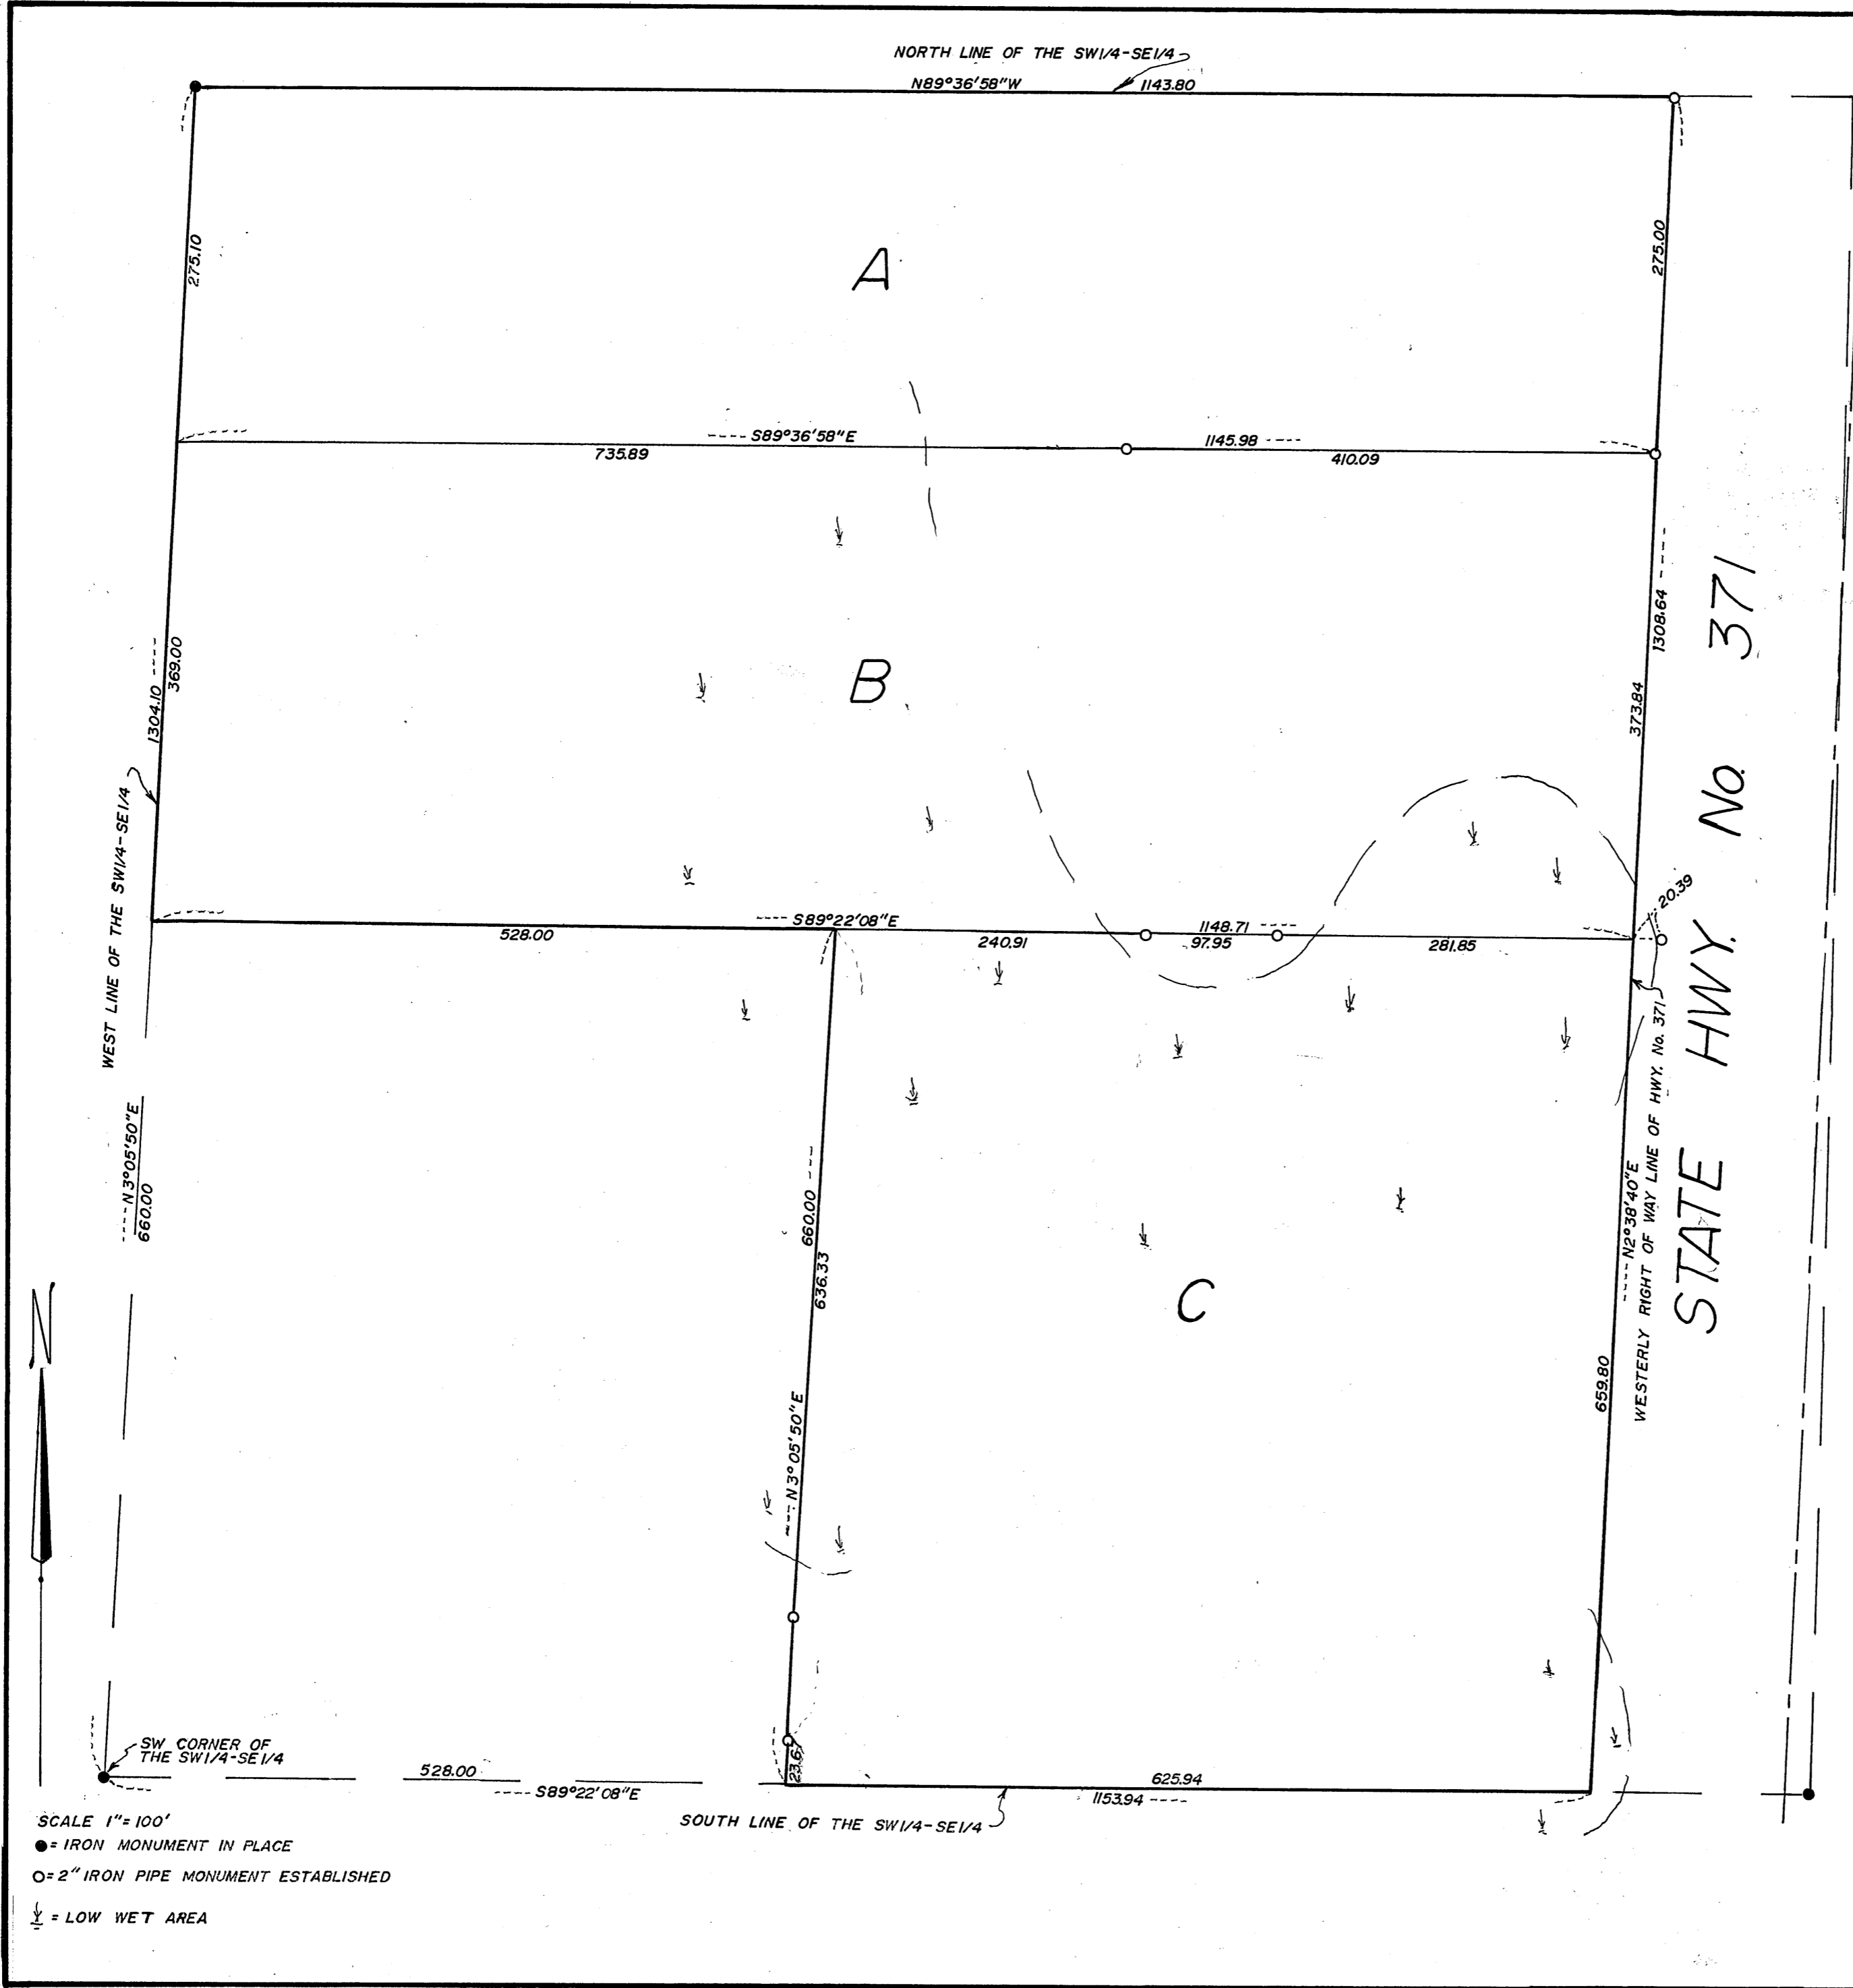 NORTH LINE OF THE SW1/4-SE1/4
N89°36'58"W 1143.80
275.10
A
275.00
S89°36'58"E 1145.98
735.89 410.09
1304.10
369.00
B
373.84
1308.64
STATE HWY. No. 371
20.39
S89°22'08"E 1148.71
528.00 240.91 97.95 281.85
WEST LINE OF THE SW1/4-SE1/4
N3°05'50"E
660.00
660.00
636.33
N3°05'50"E
23.67
C
659.80
N2°38'40"E
WESTERLY RIGHT OF WAY LINE OF HWY. No. 371
N
SW CORNER OF
THE SW1/4-SE1/4
528.00
S89°22'08"E
625.94
1153.94
SOUTH LINE OF THE SW1/4-SE1/4
SCALE 1"=100'
●= IRON MONUMENT IN PLACE
O=2" IRON PIPE MONUMENT ESTABLISHED
= LOW WET AREA